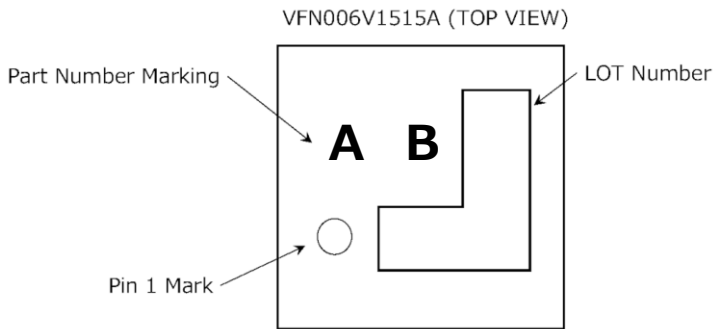 VFN006V1515A (TOP VIEW)
Part Number Marking
LOT Number
A B
Pin 1 Mark